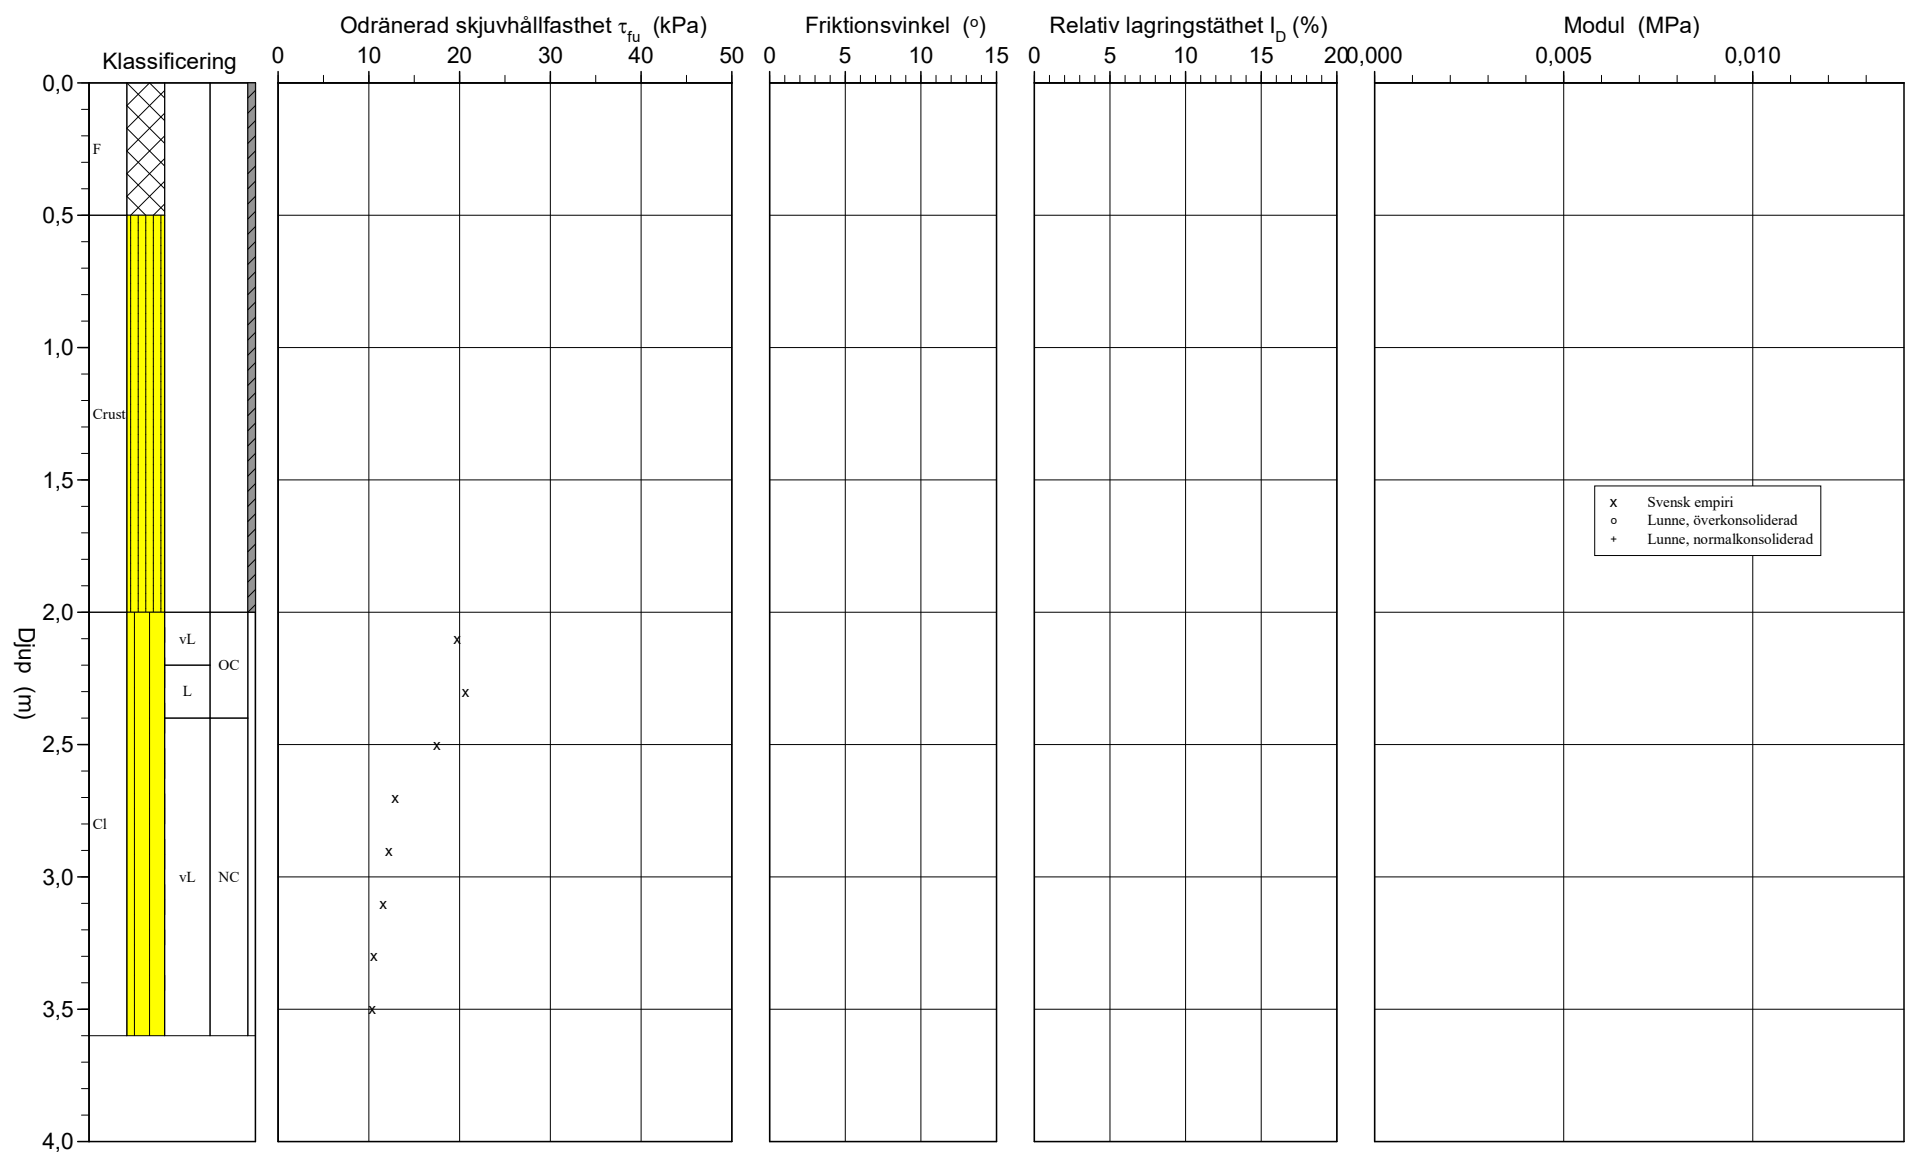 Klassificering
Odränerad skjuvhållfasthet τfu (kPa)
0 10 20 30 40 50
Friktionsvinkel (o)
0 5 10 15
Relativ lagringstäthet ID (%)
0 5 10 15 20
Modul (MPa)
0,000 0,005 0,010
0,0
F
0,5
1,0
Crust
1,5
x Svensk empiri
o Lunne, överkonsoliderad
+ Lunne, normalkonsoliderad
2,0
vL
x
OC
L
x
Djup (m)
2,5
x
x
Cl
x
3,0
vL NC
x
x
3,5
x
4,0